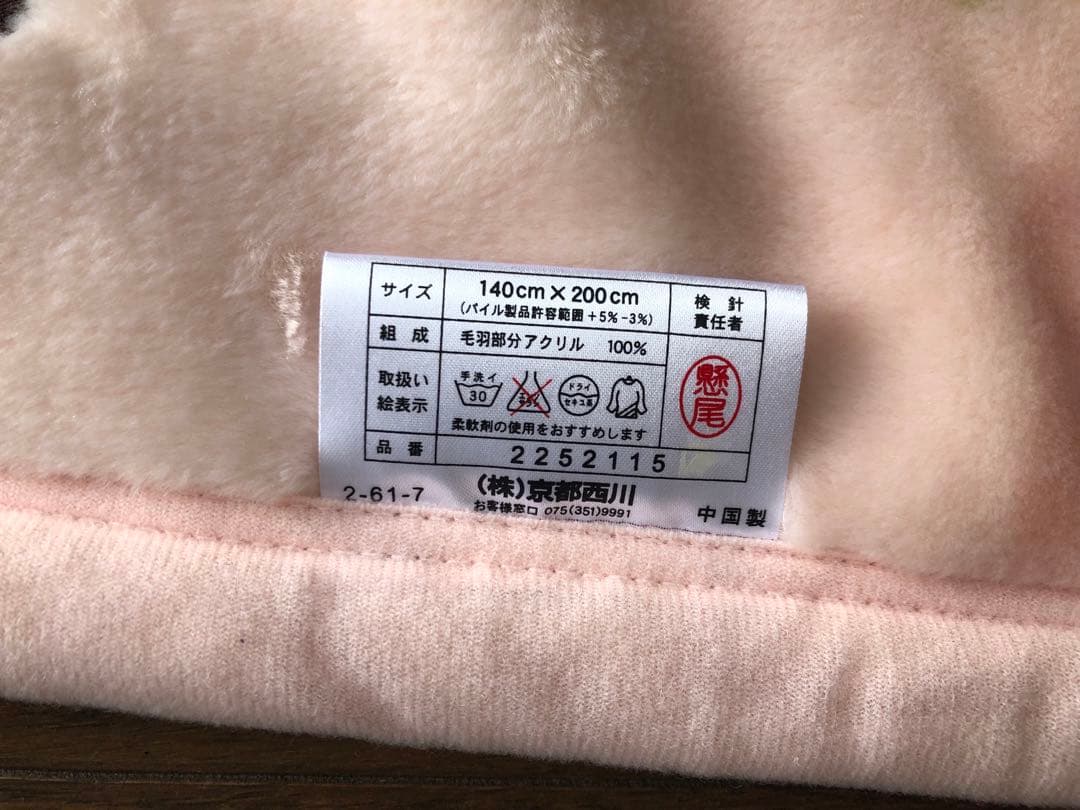 サイズ 140cm×200cm 検針
(パイル製品許容範囲+5%-3%) 責任者
組成 毛羽部分アクリル 100%
取扱い
絵表示
手洗イ
30
ドライ
セキユ系
柔軟剤の使用をおすすめします
懸尾
品番 2252115
2-61-7 (株)京都西川
お客様窓口 075(351)9991 中国製